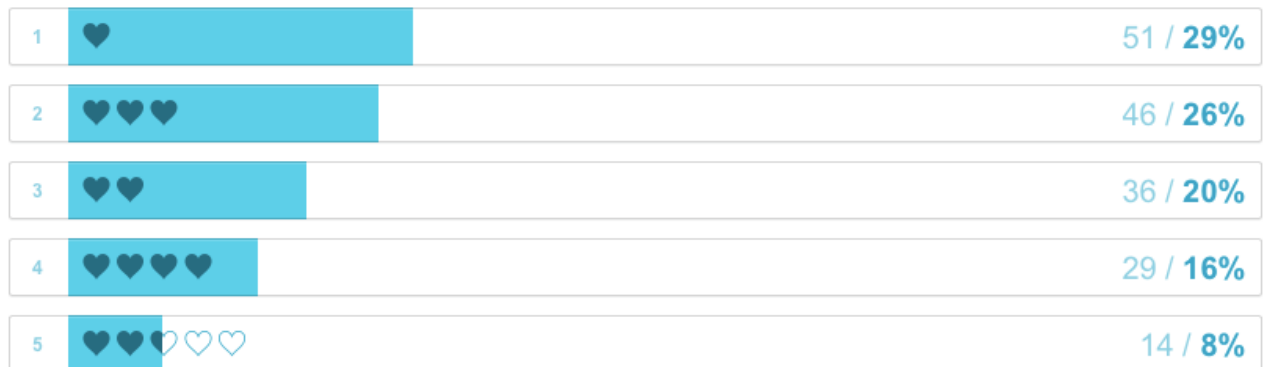 1 ♥ 51 / 29%
2 ♥♥♥ 46 / 26%
3 ♥♥ 36 / 20%
4 ♥♥♥♥ 29 / 16%
5 ♥♥♥♡♡ 14 / 8%